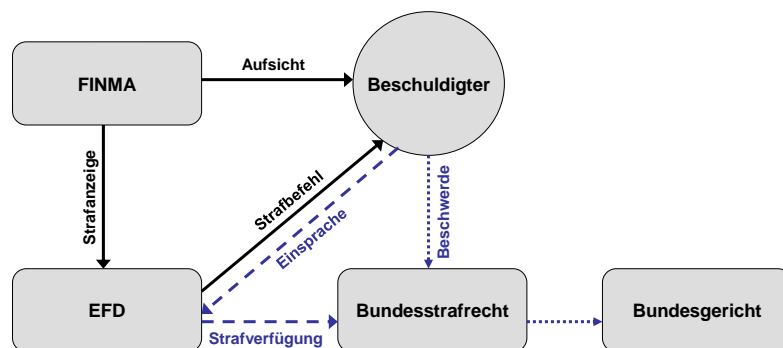 Aufsicht
FINMA
Beschuldigter
Strafanzeige
Strafbefehl
Einsprache
Beschwerde
EFD
Bundesstrafrecht
Bundesgericht
Strafverfügung